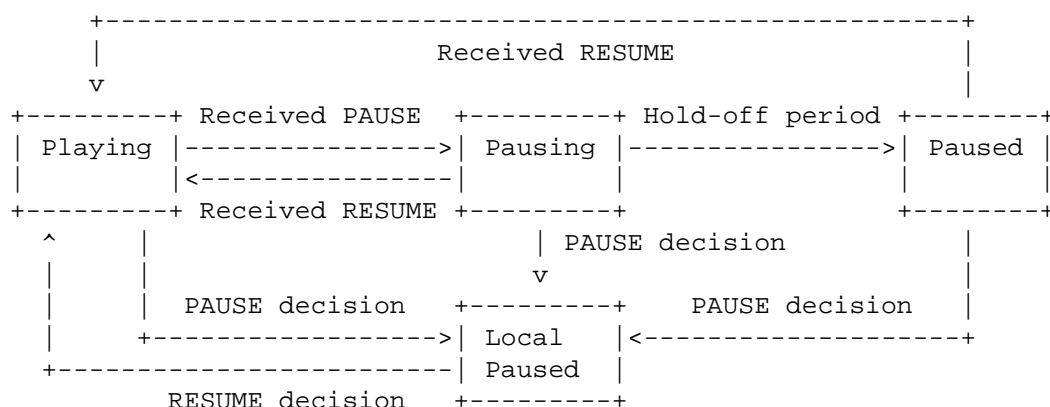 Received RESUME
Received PAUSE Hold-off period
Playing Pausing Paused
Received RESUME
PAUSE decision
PAUSE decision PAUSE decision
Local
Paused
RESUME decision